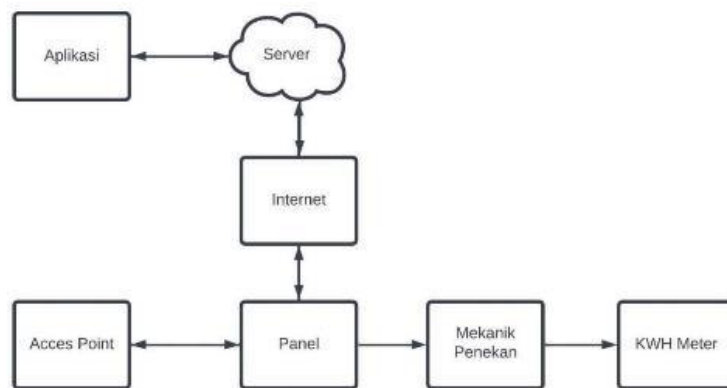 Aplikasi
Server
Internet
Acces Point
Panel
Mekanik
Penekan
KWH Meter